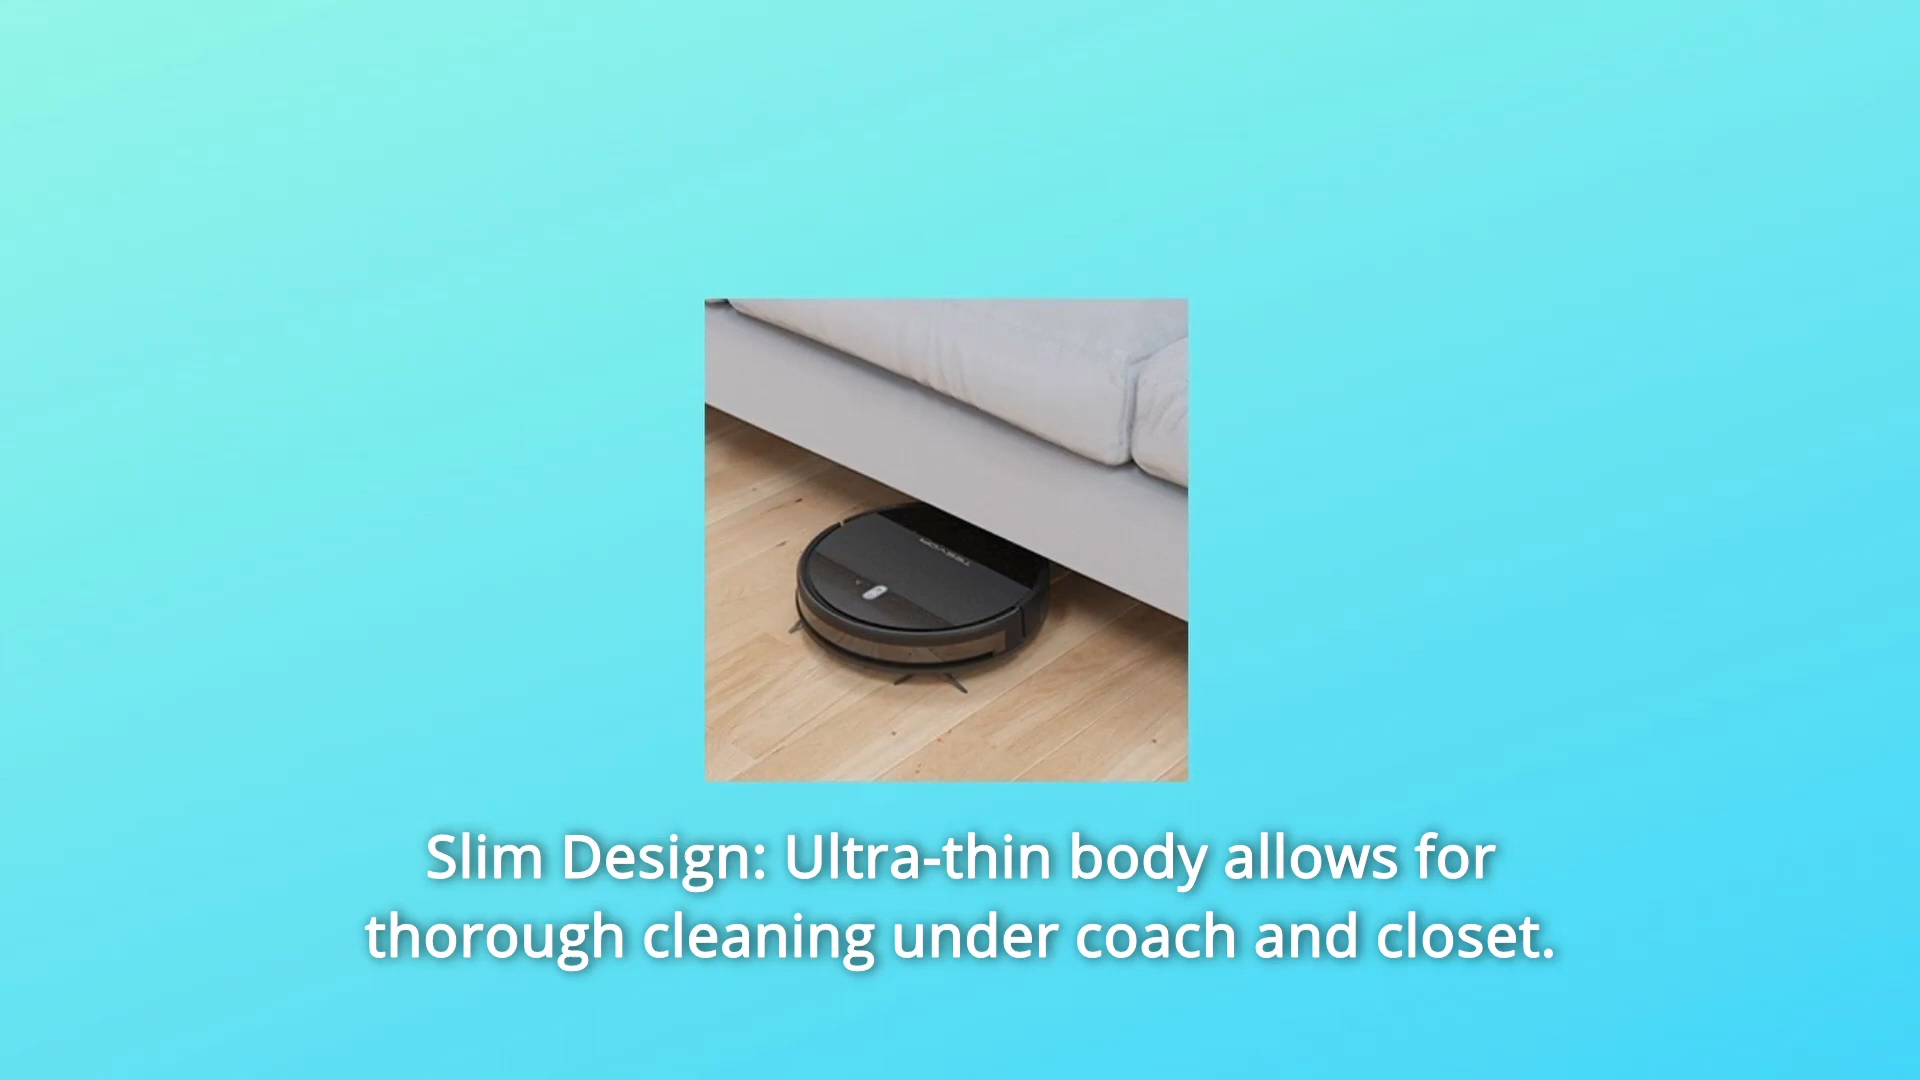 Slim Design: Ultra-thin body allows for
thorough cleaning under coach and closet.